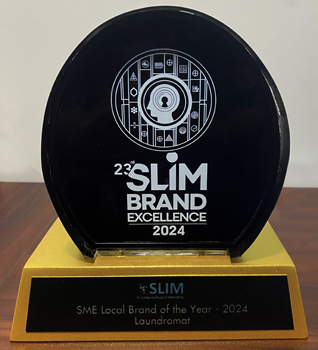 23rd
SLIM
BRAND
EXCELLENCE
2024
SLIM
SME Local Brand of the Year - 2024
Laundromat